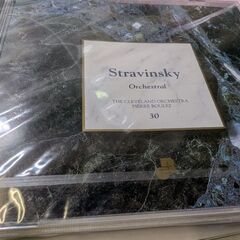 Stravinsky
Orchestral
THE CLEVELAND ORCHESTRA
PIERRE BOULEZ
30